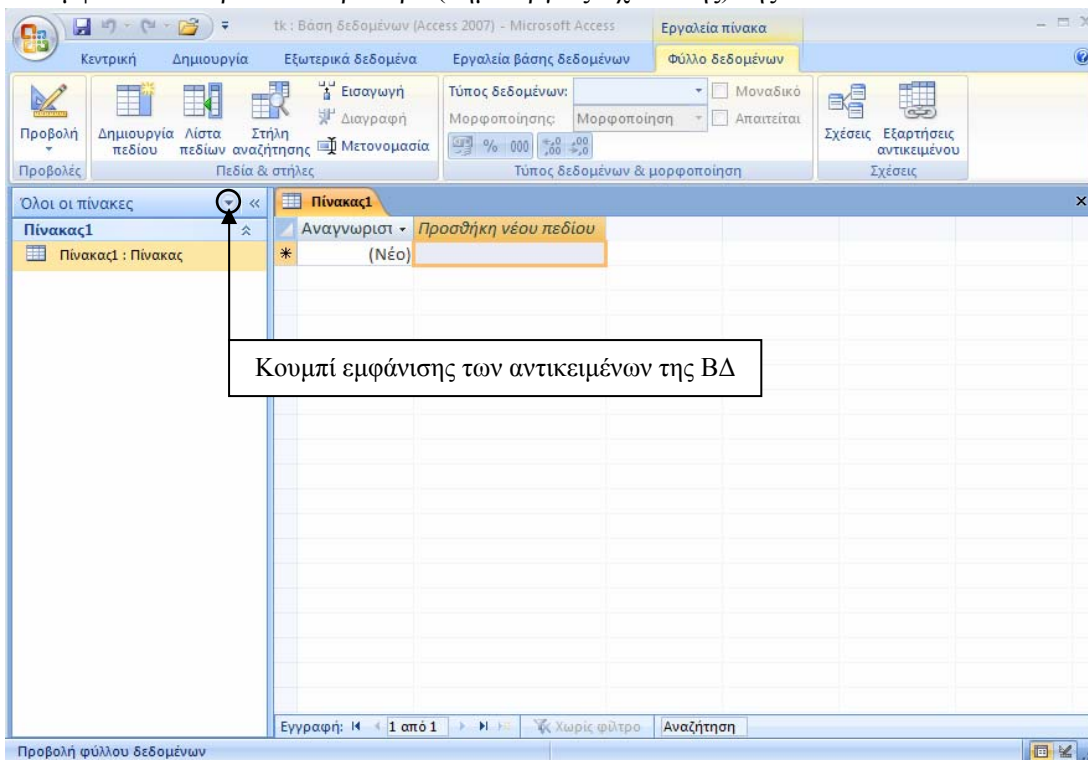 tk : Βάση δεδομένων (Access 2007) - Microsoft Access
Εργαλεία πίνακα
Κεντρική Δημιουργία Εξωτερικά δεδομένα Εργαλεία βάσης δεδομένων Φύλλο δεδομένων
Προβολή
Δημιουργία πεδίου
Λίστα πεδίων
Στήλη αναζήτησης
Εισαγωγή
Διαγραφή
Μετονομασία
Τύπος δεδομένων:
Μοναδικό
Μορφοποίησης: Μορφοποίηση
Απαιτείται
% 000
Σχέσεις
Εξαρτήσεις αντικειμένου
Προβολές Πεδία & στήλες Τύπος δεδομένων & μορφοποίηση Σχέσεις
Όλοι οι πίνακες
Πίνακας1
Πίνακας1 : Πίνακας
Πίνακας1
Αναγνωριστ Προσθήκη νέου πεδίου
(Νέο)
Κουμπί εμφάνισης των αντικειμένων της ΒΔ
Εγγραφή: 1 από 1 Χωρίς φίλτρο Αναζήτηση
Προβολή φύλλου δεδομένων